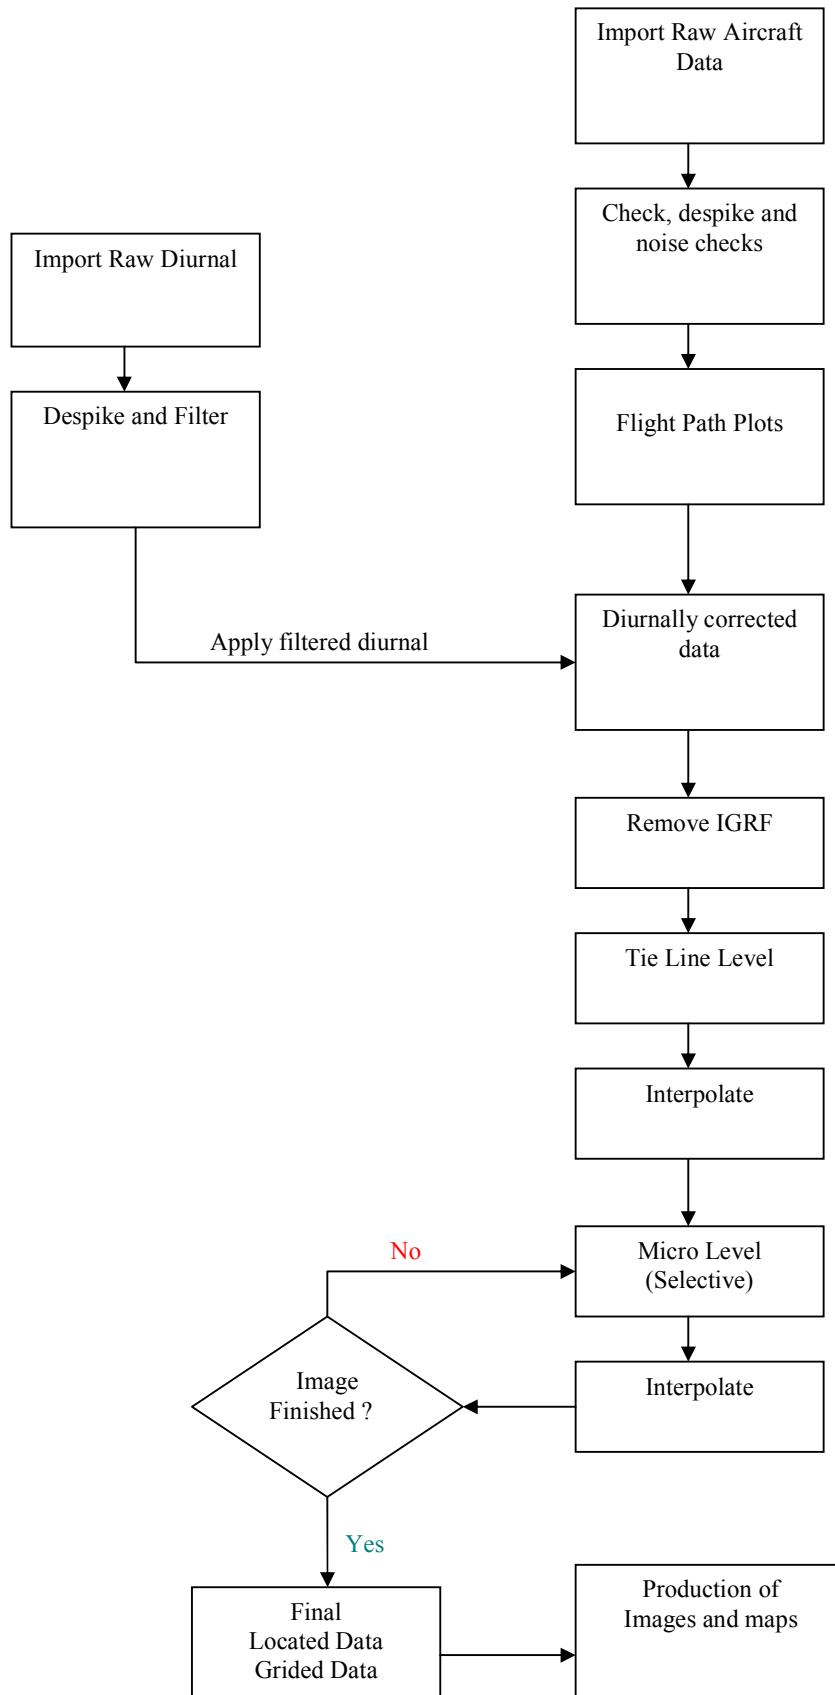 Import Raw Aircraft
Data
Check, despike and
noise checks
Import Raw Diurnal
Despike and Filter
Flight Path Plots
Apply filtered diurnal
Diurnally corrected
data
Remove IGRF
Tie Line Level
Interpolate
No
Micro Level
(Selective)
Image
Finished ?
Interpolate
Yes
Final
Located Data
Grided Data
Production of
Images and maps